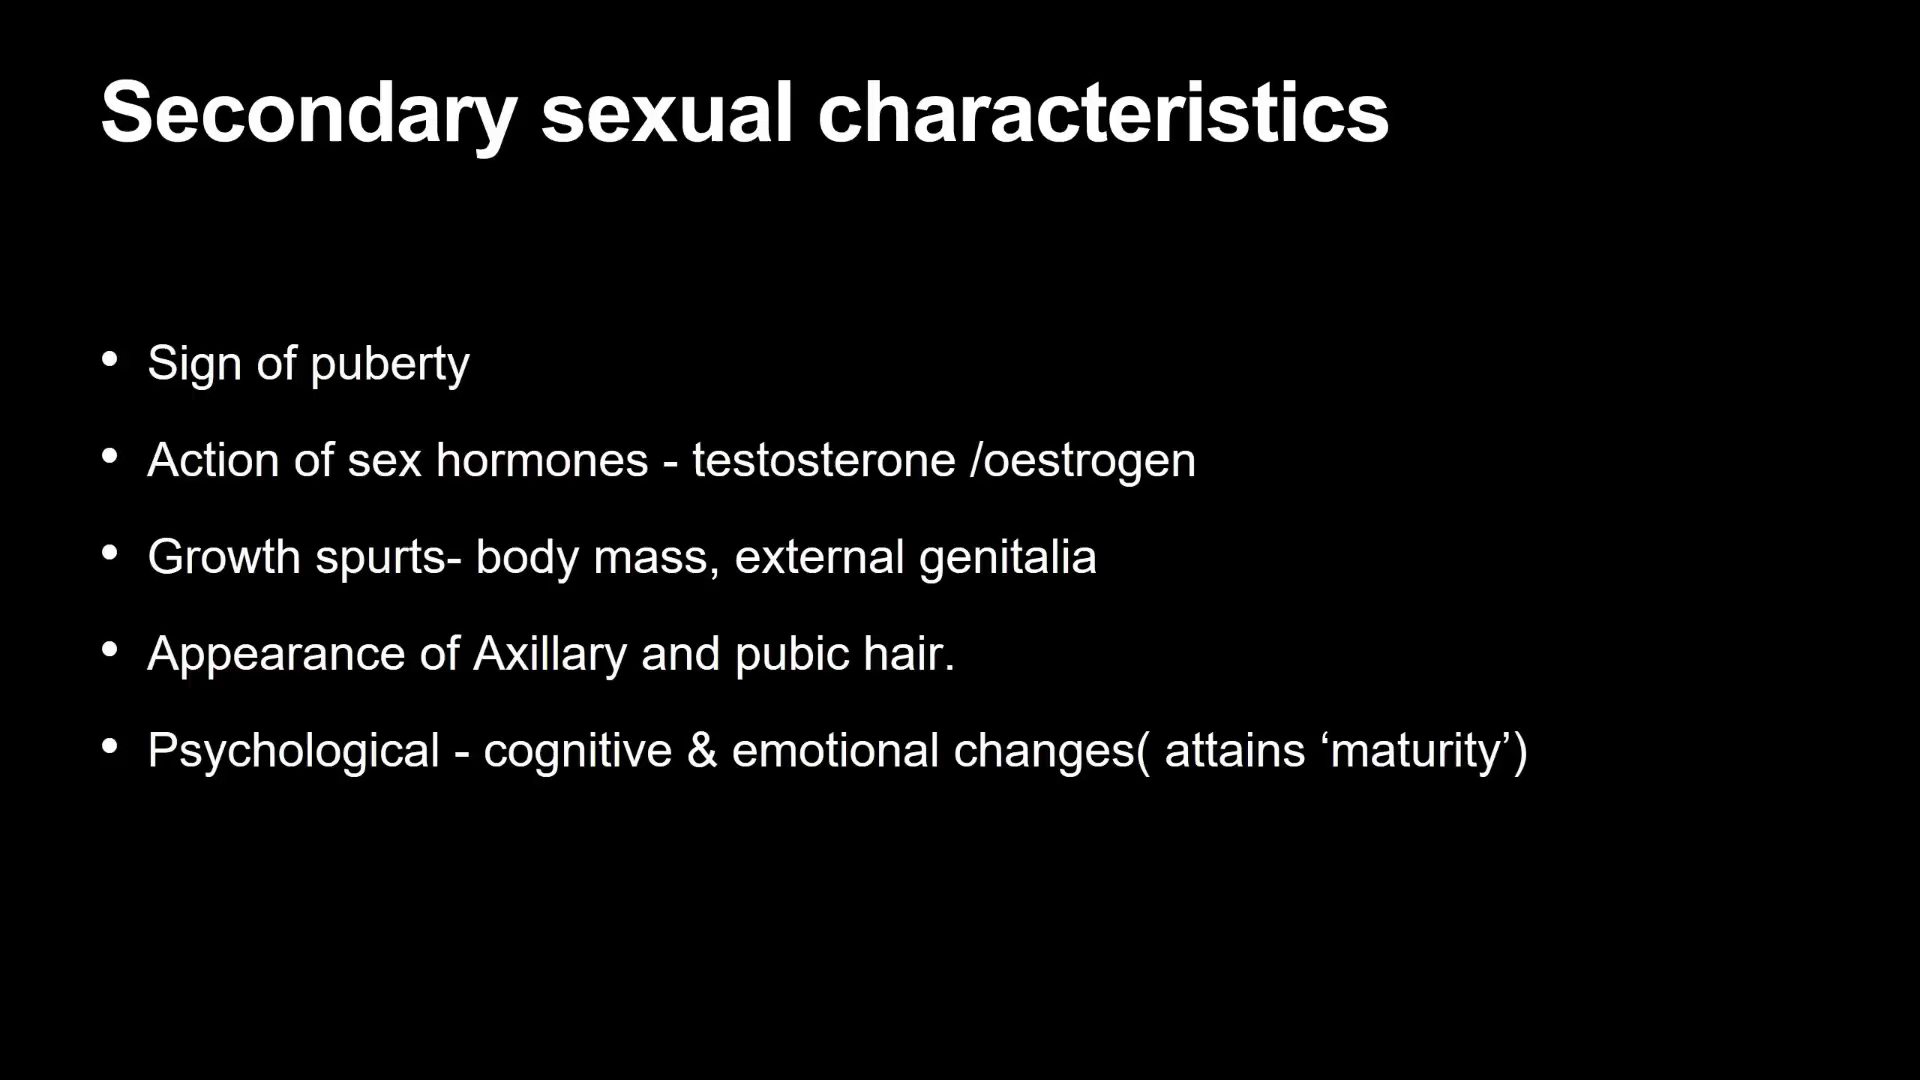 Secondary sexual characteristics
• Sign of puberty
• Action of sex hormones - testosterone /oestrogen
• Growth spurts- body mass, external genitalia
• Appearance of Axillary and pubic hair.
• Psychological - cognitive & emotional changes( attains ‘maturity’)